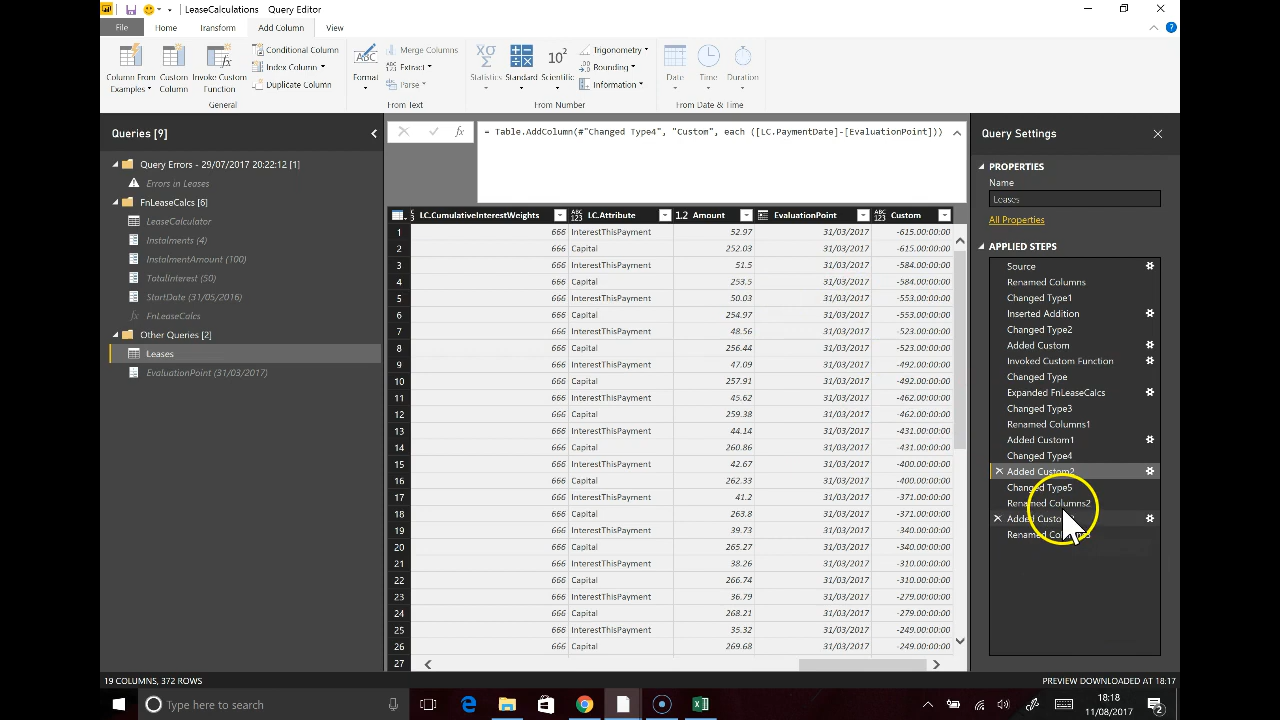 LeaseCalculations - Query Editor
File Home Transform Add Column View
Column From Examples
Custom Column
Invoke Custom Function
Conditional Column
Index Column
Duplicate Column
General
Format
Merge Columns
Extract
Parse
From Text
Statistics
Standard
Scientific
Trigonometry
Rounding
Information
From Number
Date
Time
Duration
From Date & Time
Queries [9]
Query Errors - 29/07/2017 20:22:12 [1]
Errors in Leases
FnLeaseCalcs [6]
LeaseCalculator
Instalments (4)
InstalmentAmount (100)
TotalInterest (50)
StartDate (31/05/2016)
FnLeaseCalcs
Other Queries [2]
Leases
EvaluationPoint (31/03/2017)
= Table.AddColumn(#"Changed Type4", "Custom", each ([LC.PaymentDate]-[EvaluationPoint]))
LC.CumulativeInterestWeights ABC 123 LC.Attribute 1.2 Amount EvaluationPoint ABC 123 Custom
1 666 InterestThisPayment 52.97 31/03/2017 -615.00:00:00
2 666 Capital 252.03 31/03/2017 -615.00:00:00
3 666 InterestThisPayment 51.5 31/03/2017 -584.00:00:00
4 666 Capital 253.5 31/03/2017 -584.00:00:00
5 666 InterestThisPayment 50.03 31/03/2017 -553.00:00:00
6 666 Capital 254.97 31/03/2017 -553.00:00:00
7 666 InterestThisPayment 48.56 31/03/2017 -523.00:00:00
8 666 Capital 256.44 31/03/2017 -523.00:00:00
9 666 InterestThisPayment 47.09 31/03/2017 -492.00:00:00
10 666 Capital 257.91 31/03/2017 -492.00:00:00
11 666 InterestThisPayment 45.62 31/03/2017 -462.00:00:00
12 666 Capital 259.38 31/03/2017 -462.00:00:00
13 666 InterestThisPayment 44.14 31/03/2017 -431.00:00:00
14 666 Capital 260.86 31/03/2017 -431.00:00:00
15 666 InterestThisPayment 42.67 31/03/2017 -400.00:00:00
16 666 Capital 262.33 31/03/2017 -400.00:00:00
17 666 InterestThisPayment 41.2 31/03/2017 -371.00:00:00
18 666 Capital 263.8 31/03/2017 -371.00:00:00
19 666 InterestThisPayment 39.73 31/03/2017 -340.00:00:00
20 666 Capital 265.27 31/03/2017 -340.00:00:00
21 666 InterestThisPayment 38.26 31/03/2017 -310.00:00:00
22 666 Capital 266.74 31/03/2017 -310.00:00:00
23 666 InterestThisPayment 36.79 31/03/2017 -279.00:00:00
24 666 Capital 268.21 31/03/2017 -279.00:00:00
25 666 InterestThisPayment 35.32 31/03/2017 -249.00:00:00
26 666 Capital 269.68 31/03/2017 -249.00:00:00
27
Query Settings
PROPERTIES
Name
Leases
All Properties
APPLIED STEPS
Source
Renamed Columns
Changed Type1
Inserted Addition
Changed Type2
Added Custom
Invoked Custom Function
Changed Type
Expanded FnLeaseCalcs
Changed Type3
Renamed Columns1
Added Custom1
Changed Type4
Added Custom2
Changed Type5
Renamed Columns2
Added
Renamed
19 COLUMNS, 372 ROWS
PREVIEW DOWNLOADED AT 18:17
Type here to search
18:18
11/08/2017
2